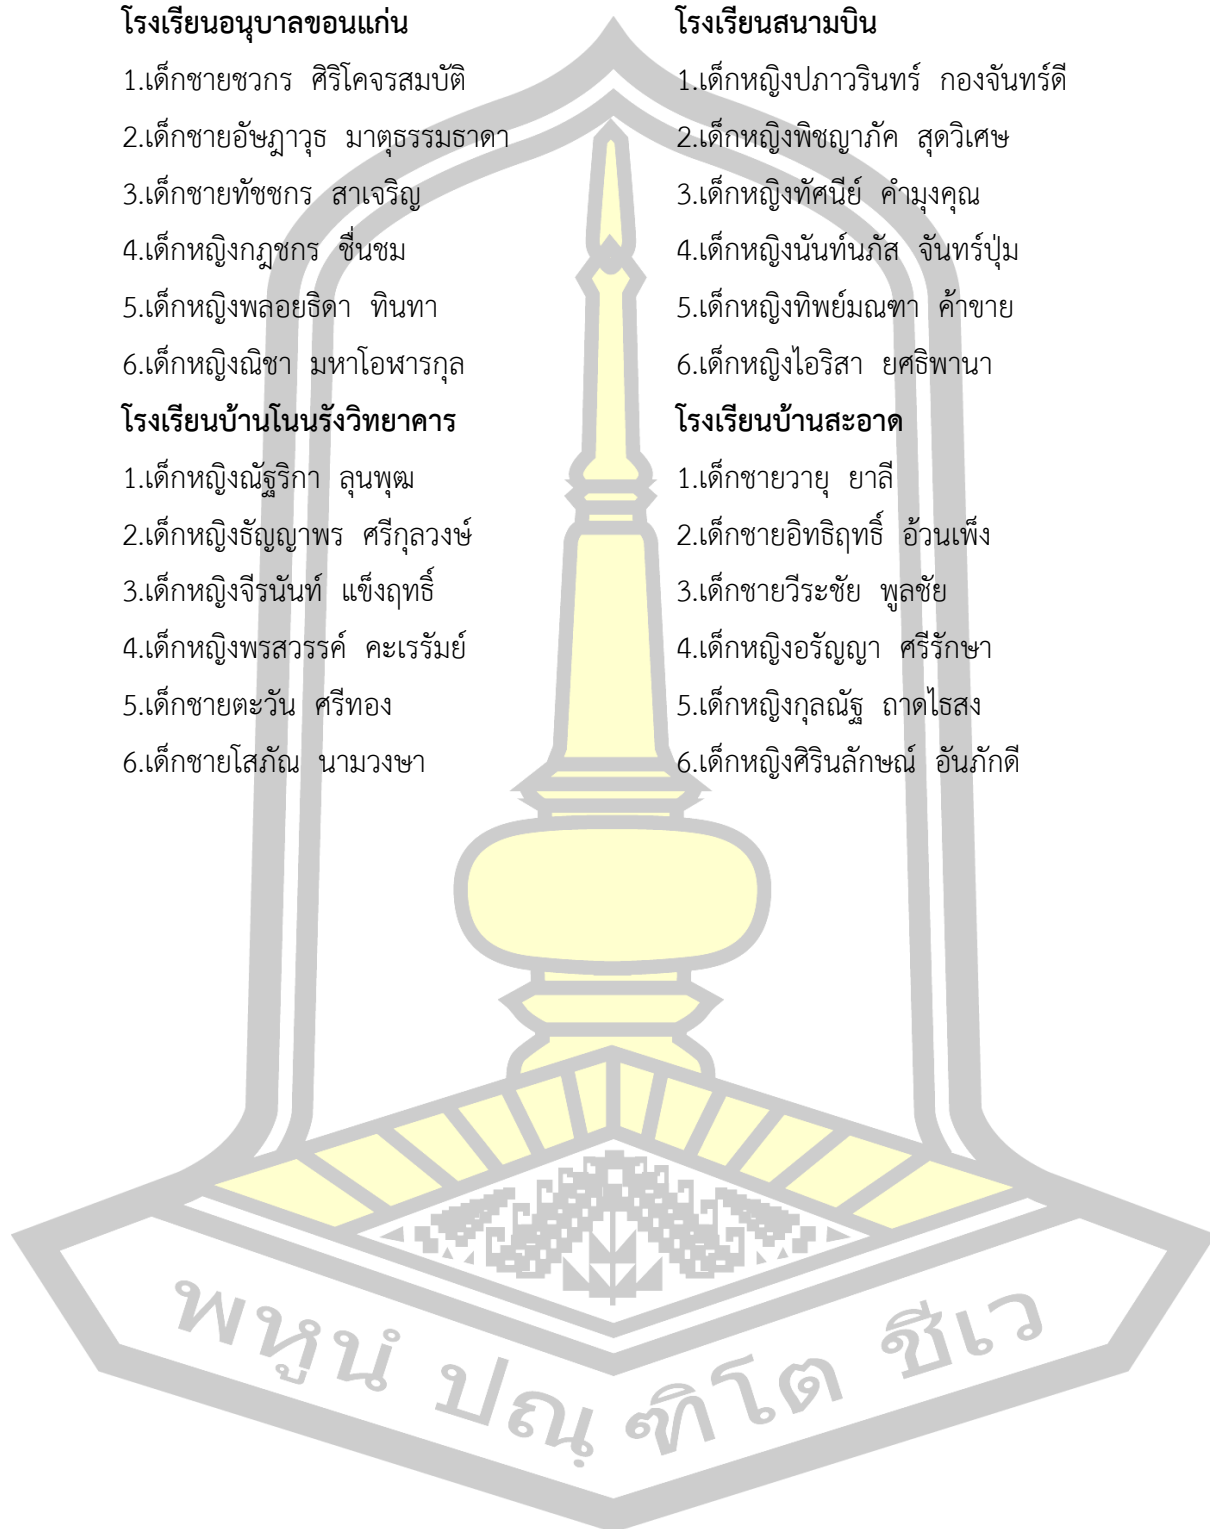 โรงเรียนอนุบาลขอนแก่น
1.เด็กชายชวกร ศิริโคจรสมบัติ
2.เด็กชายอัษฎาวุธ มาตุธรรมธาดา
3.เด็กชายทัชชกร สาเจริญ
4.เด็กหญิงกฎชกร ชื่นชม
5.เด็กหญิงพลอยธิดา ทินทา
6.เด็กหญิงณิชา มหาโอฬารกุล
โรงเรียนบ้านโนนรังวิทยาคาร
1.เด็กหญิงณัฐริกา ลุนพุฒ
2.เด็กหญิงธัญญาพร ศรีกุลวงษ์
3.เด็กหญิงจีรนันท์ แข็งฤทธิ์
4.เด็กหญิงพรสวรรค์ คะเรรัมย์
5.เด็กชายตะวัน ศรีทอง
6.เด็กชายโสภัณ นามวงษา
โรงเรียนสนามบิน
1.เด็กหญิงปภาวรินทร์ กองจันทร์ดี
2.เด็กหญิงพิชญาภัค สุดวิเศษ
3.เด็กหญิงทัศนีย์ คำมุงคุณ
4.เด็กหญิงนันท์นภัส จันทร์ปุ่ม
5.เด็กหญิงทิพย์มณฑา ค้าขาย
6.เด็กหญิงไอริสา ยศธิพานา
โรงเรียนบ้านสะอาด
1.เด็กชายวายุ ยาลี
2.เด็กชายอิทธิฤทธิ์ อ้วนเพ็ง
3.เด็กชายวีระชัย พูลชัย
4.เด็กหญิงอรัญญา ศรีรักษา
5.เด็กหญิงกุลณัฐ ถาดไธสง
6.เด็กหญิงศิรินลักษณ์ อันภักดี
พหูนํ ปณฺฑิโต ชีเว